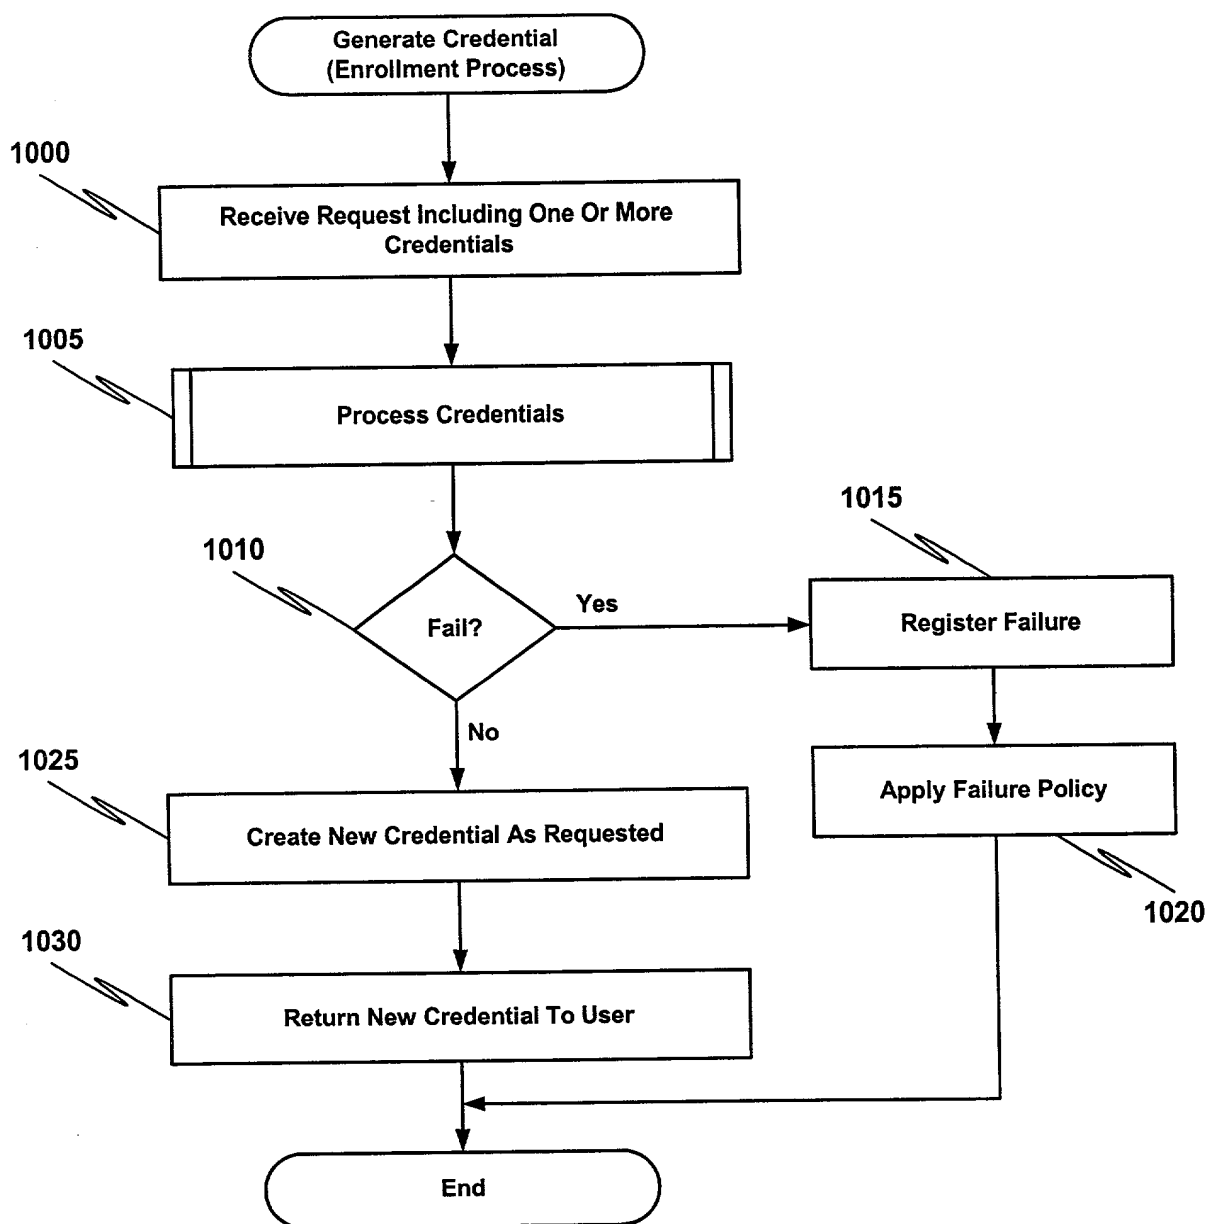 Generate Credential
(Enrollment Process)
1000
Receive Request Including One Or More
Credentials
1005
Process Credentials
1010
Fail?
Yes
1015
Register Failure
No
1025
Create New Credential As Requested
Apply Failure Policy
1020
1030
Return New Credential To User
End